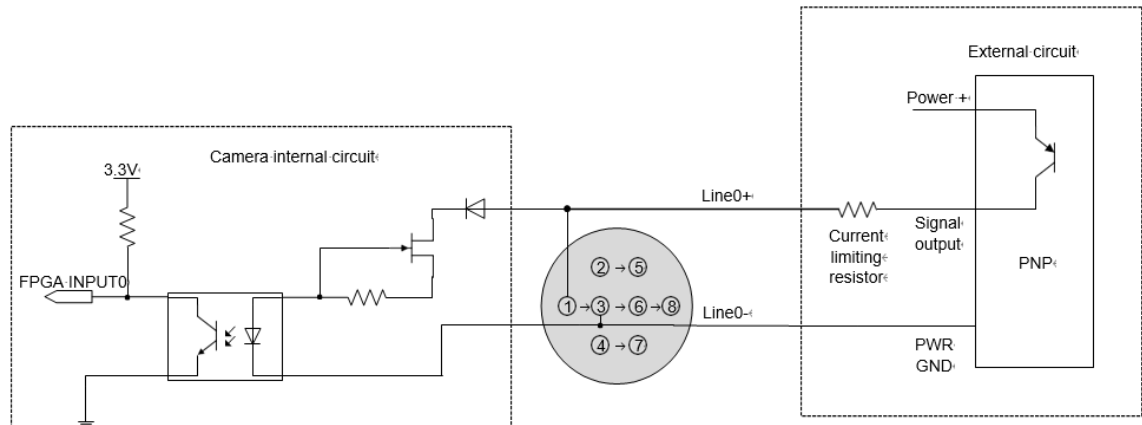 External circuit
Power +
Camera internal circuit
3.3V
Line0+
Signal
output
Current
limiting
resistor
PNP
FPGA INPUT0
② → ⑤
① → ③ → ⑥ → ⑧
④ → ⑦
Line0-
PWR
GND